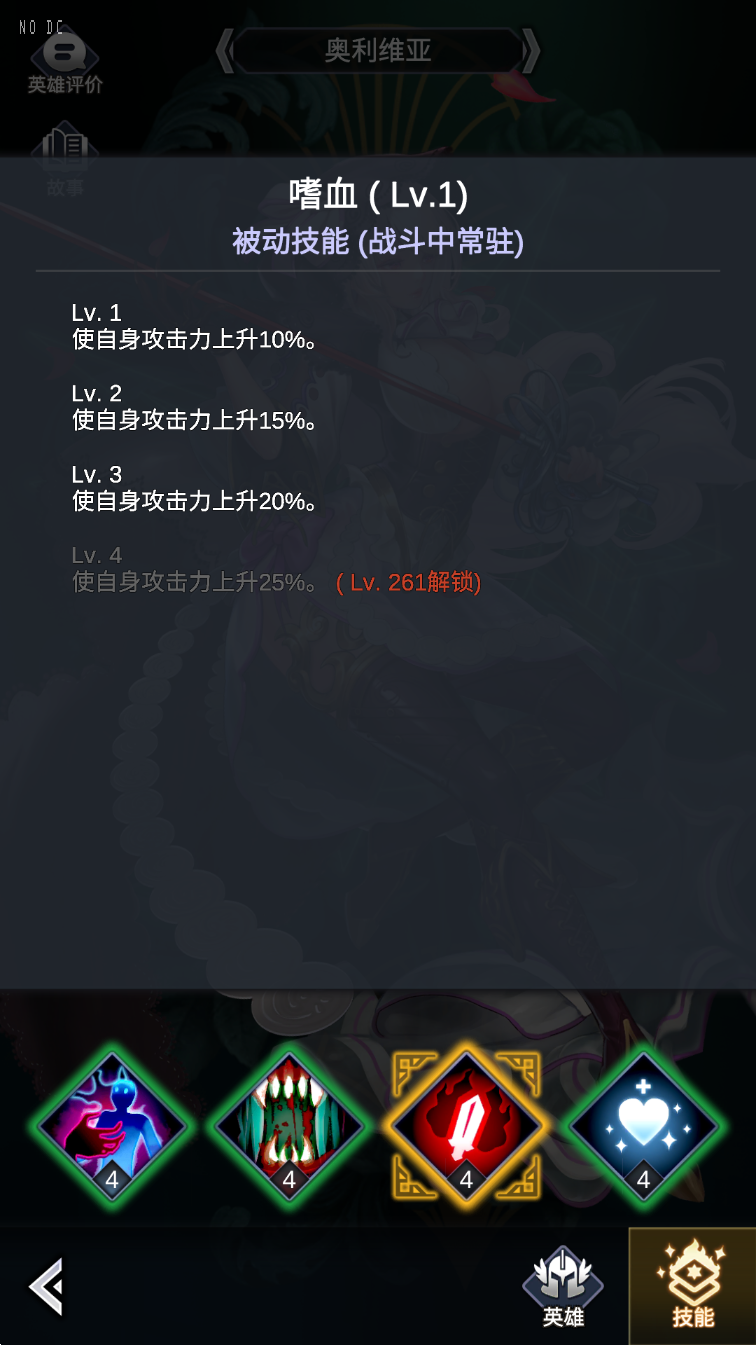 NO DC
奥利维亚
英雄评价
故事
嗜血 ( Lv.1)
被动技能 (战斗中常驻)
Lv. 1
使自身攻击力上升10%。
Lv. 2
使自身攻击力上升15%。
Lv. 3
使自身攻击力上升20%。
Lv. 4
使自身攻击力上升25%。 ( Lv. 261解锁)
4 4 4 4
英雄 技能